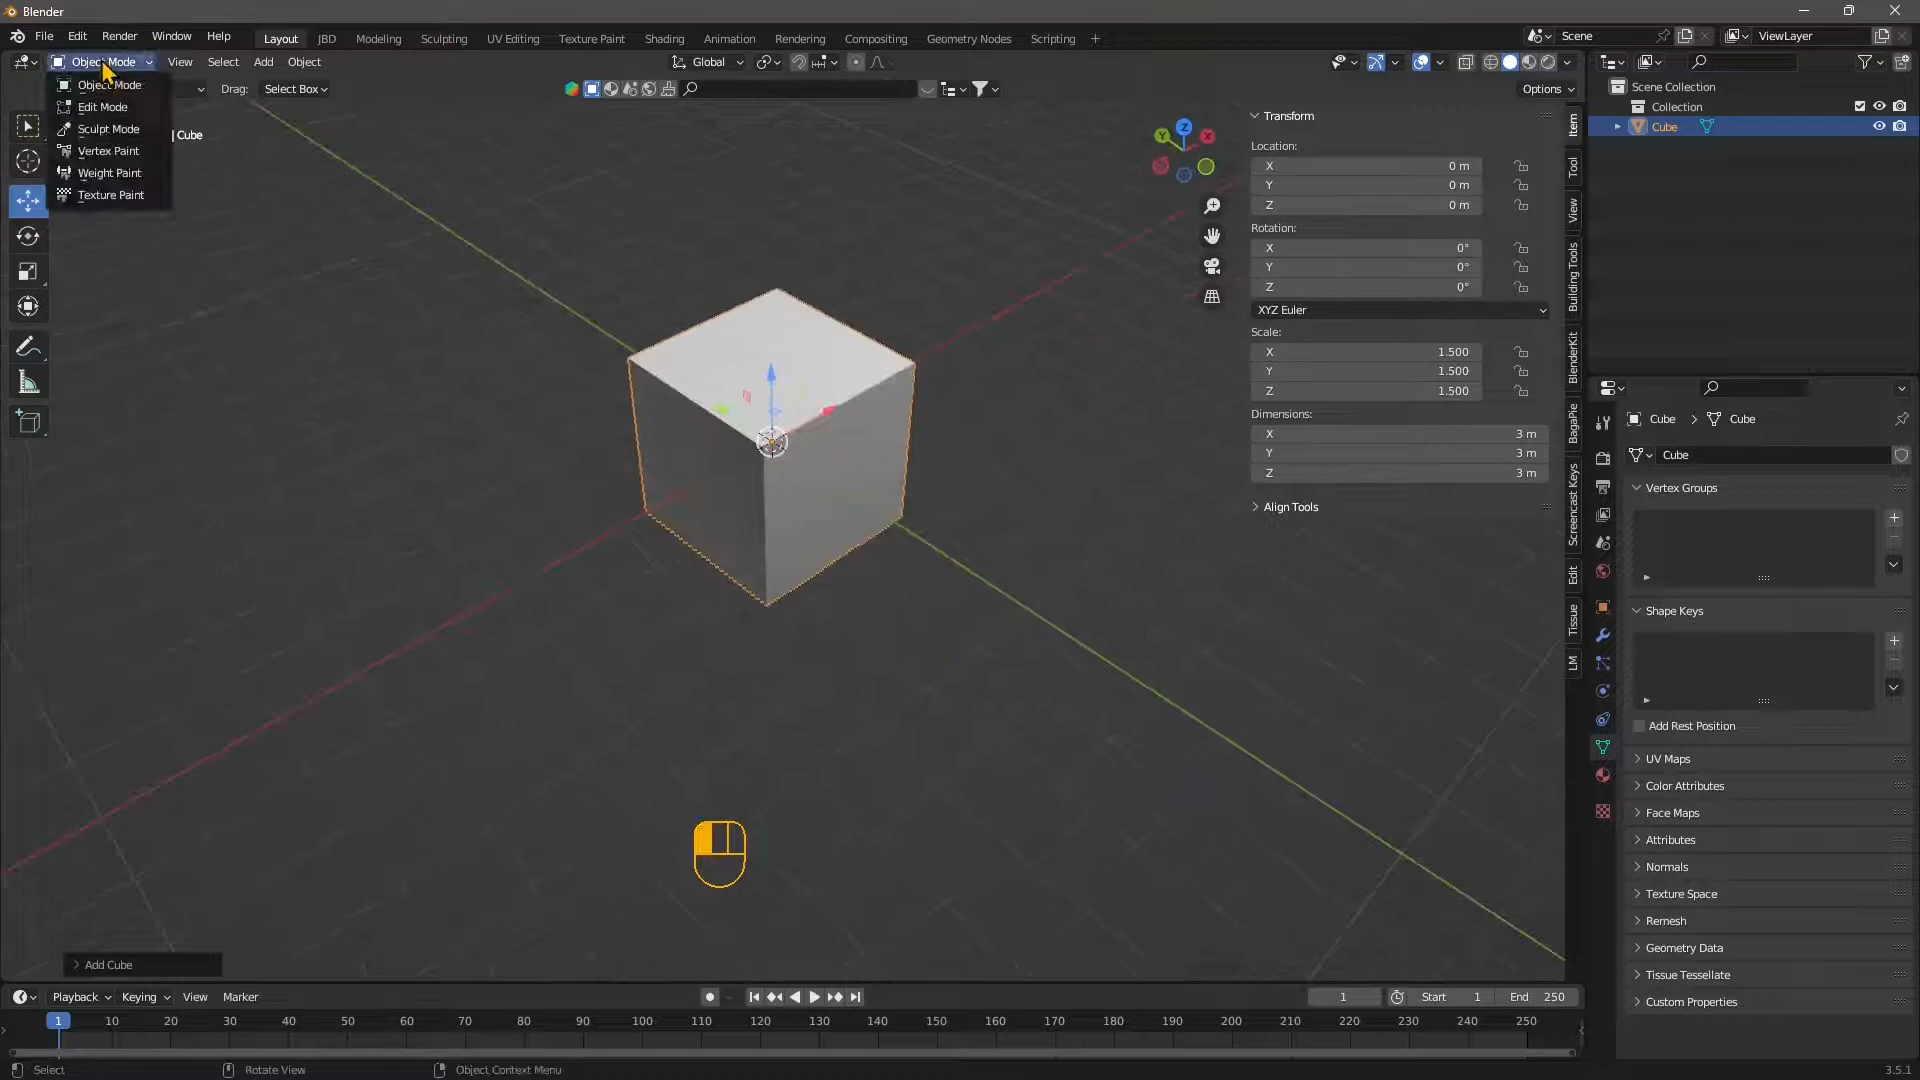 Blender
File Edit Render Window Help Layout JBD Modeling Sculpting UV Editing Texture Paint Shading Animation Rendering Compositing Geometry Nodes Scripting + Scene ViewLayer
Object Mode View Select Add Object Global
Object Mode Drag: Select Box Options
Edit Mode
Sculpt Mode
Vertex Paint
Weight Paint
Texture Paint
| Cube
Z
Y
X
Transform
Location:
X 0 m
Y 0 m
Z 0 m
Rotation:
X 0°
Y 0°
Z 0°
XYZ Euler
Scale:
X 1.500
Y 1.500
Z 1.500
Dimensions:
X 3 m
Y 3 m
Z 3 m
Align Tools
Item
Tool
View
Building Tools
BlenderKit
BagaPie
Screencast Keys
Edit
Tissue
LM
Scene Collection
Collection
Cube
Cube > Cube
Cube
Vertex Groups
Shape Keys
Add Rest Position
UV Maps
Color Attributes
Face Maps
Attributes
Normals
Texture Space
Remesh
Geometry Data
Tissue Tessellate
Custom Properties
Add Cube
Playback Keying View Marker 1 Start 1 End 250
1 10 20 30 40 50 60 70 80 90 100 110 120 130 140 150 160 170 180 190 200 210 220 230 240 250
Select Rotate View Object Context Menu 3.5.1